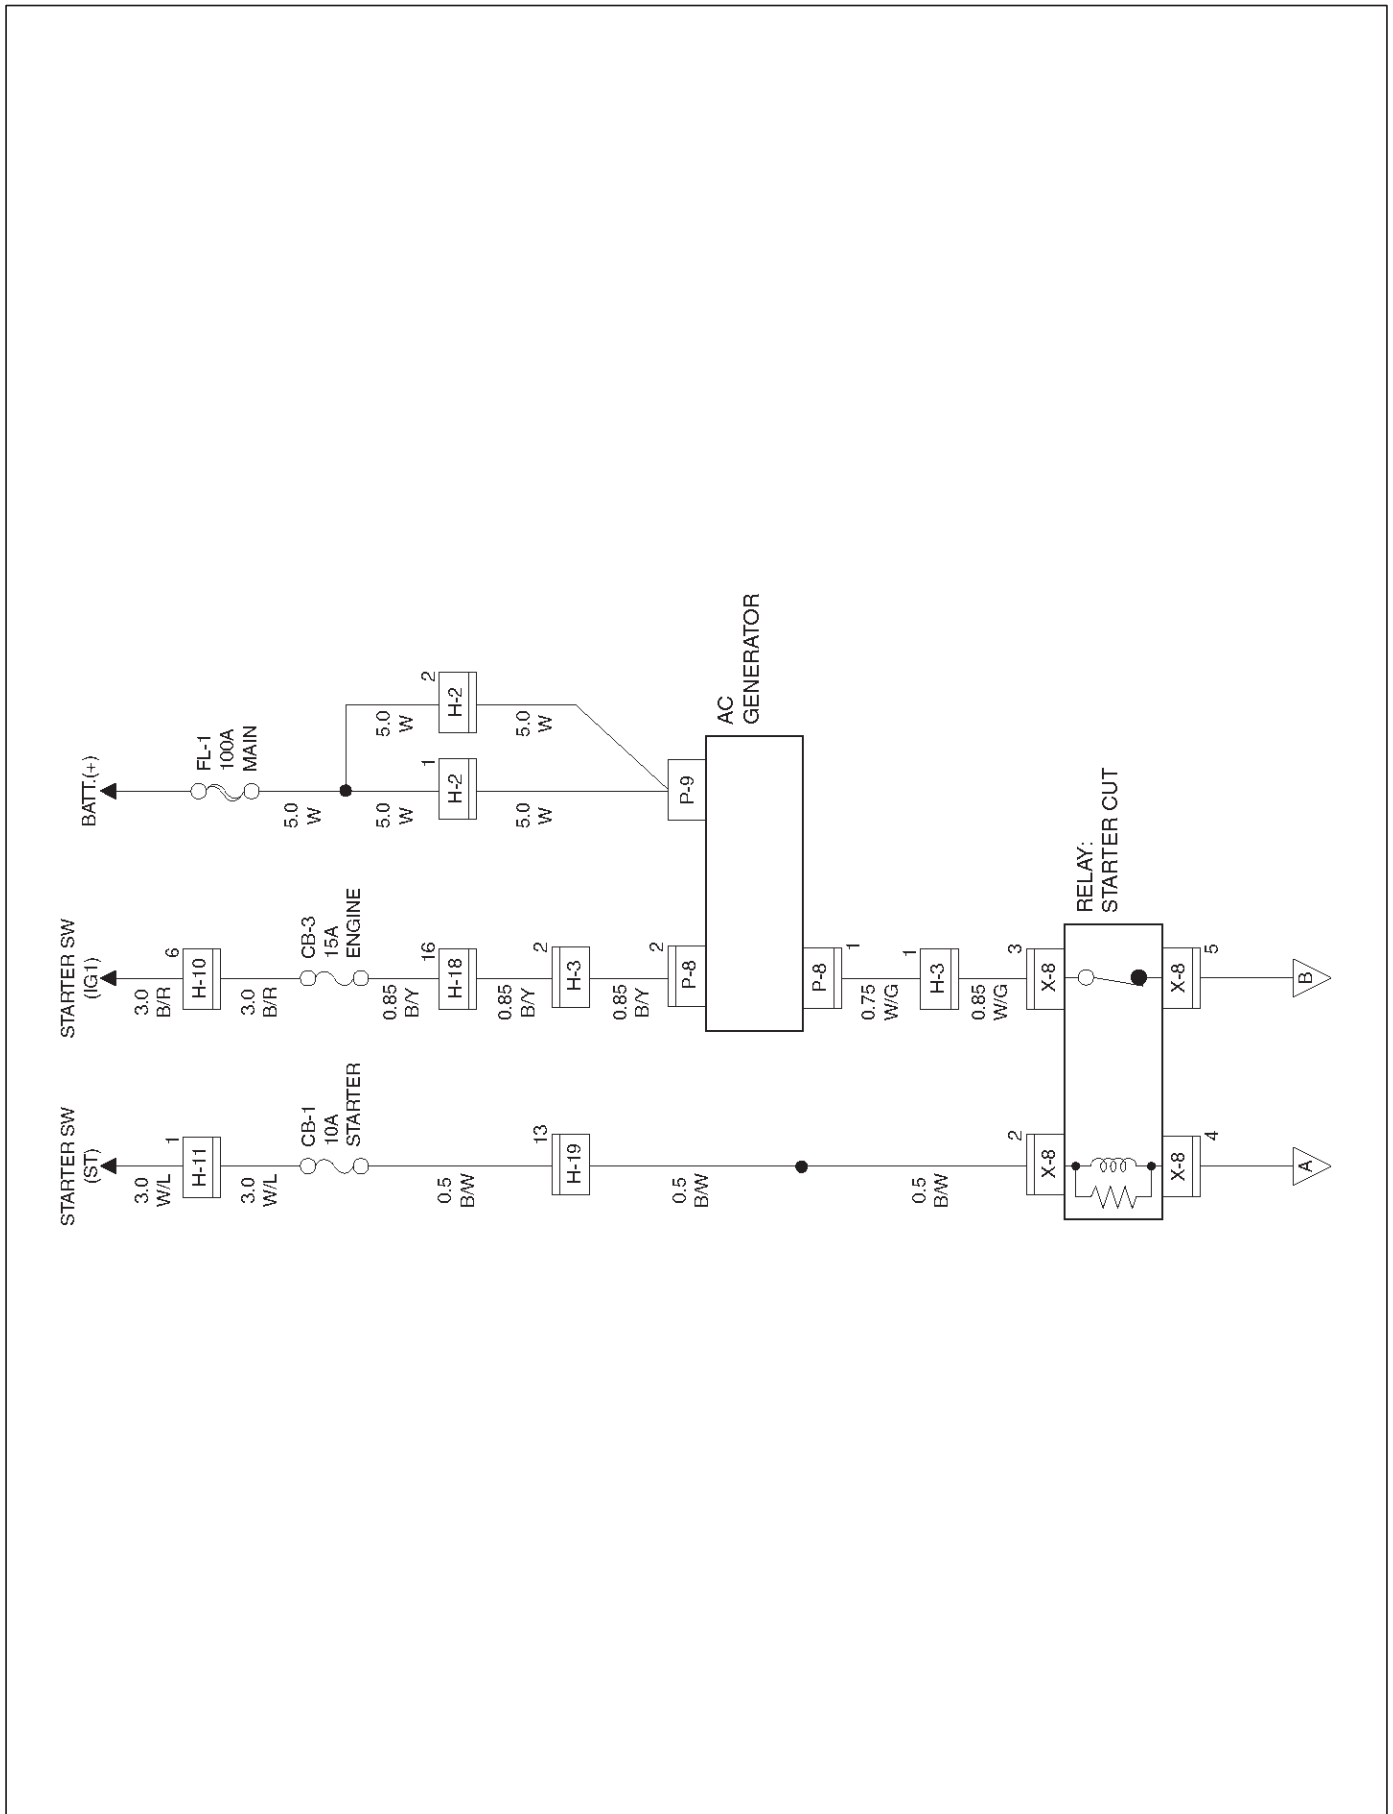 BATT.(+)
FL-1
100A
MAIN
5.0
W
5.0
W
2
H-2
5.0
W
5.0
W
1
H-2
5.0
W
P-9
AC
GENERATOR
STARTER SW
(IG1)
3.0
B/R
6
H-10
3.0
B/R
CB-3
15A
ENGINE
0.85
B/Y
16
H-18
0.85
B/Y
2
H-3
0.85
B/Y
2
P-8
P-8
1
0.75
W/G
1
H-3
0.85
W/G
3
X-8
RELAY:
STARTER CUT
X-8
5
B
STARTER SW
(ST)
3.0
W/L
1
H-11
3.0
W/L
CB-1
10A
STARTER
0.5
B/W
13
H-19
0.5
B/W
0.5
B/W
2
X-8
X-8
4
A